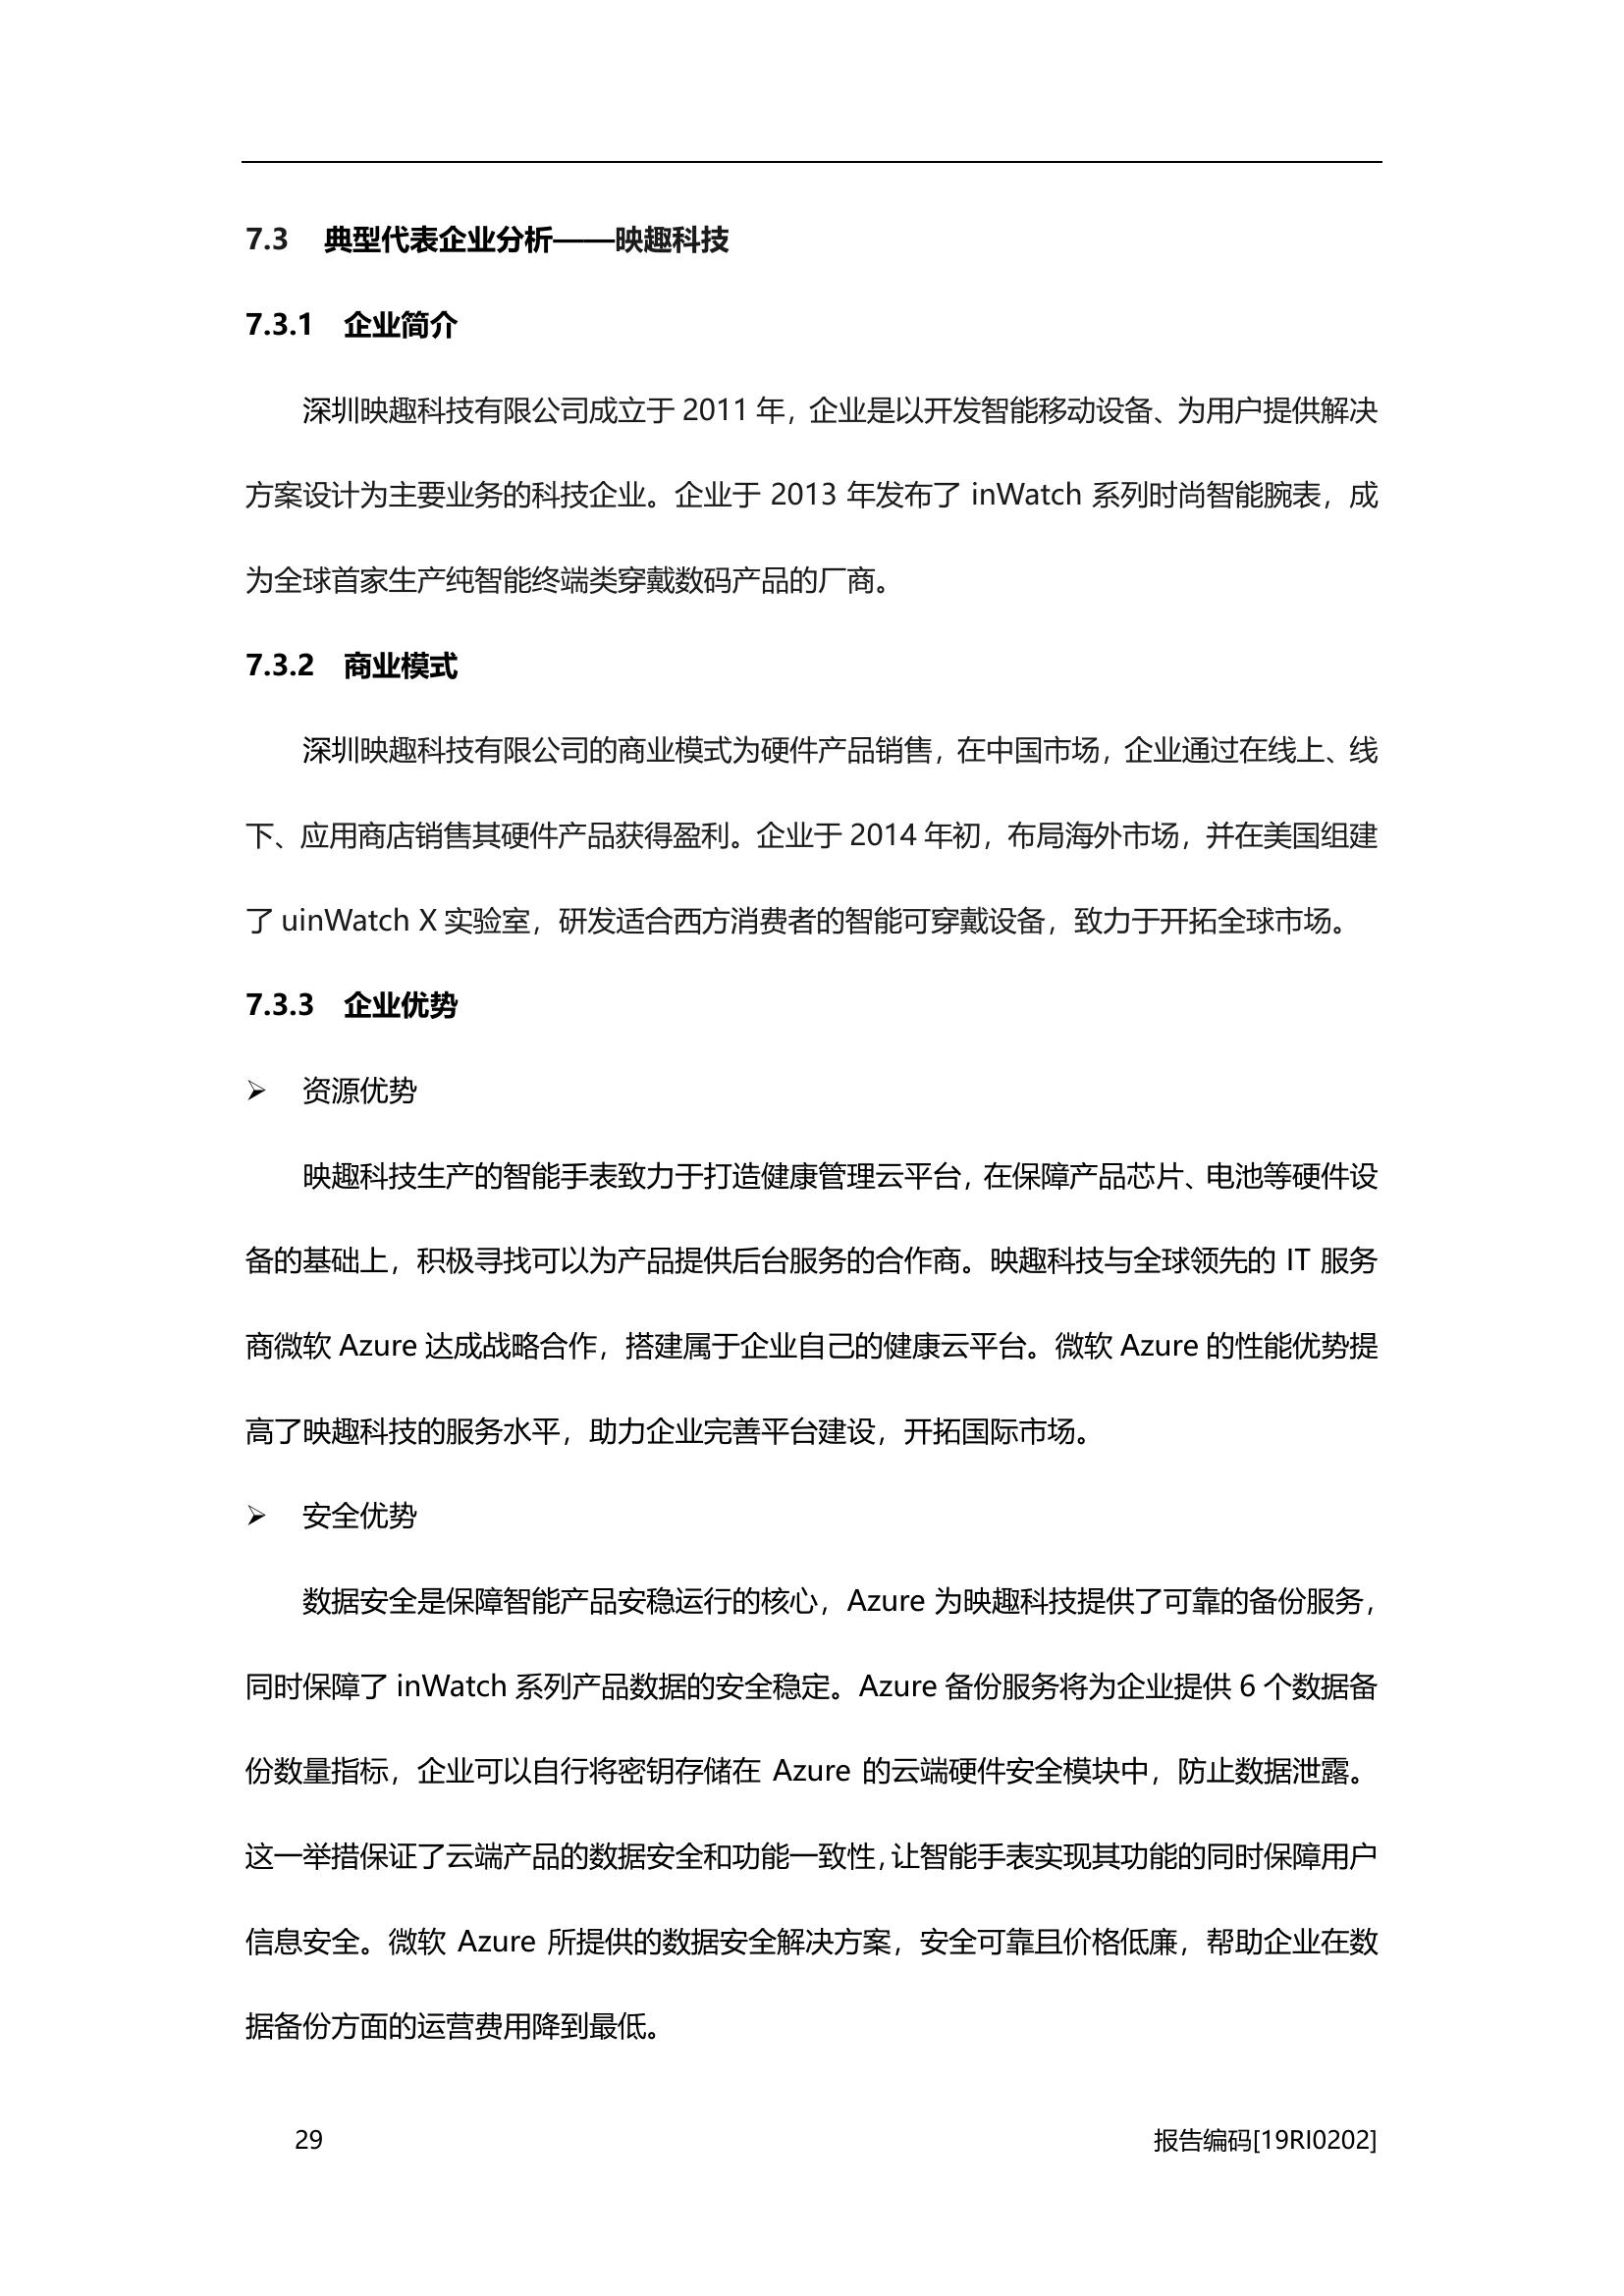 7.3 典型代表企业分析——映趣科技
7.3.1 企业简介
深圳映趣科技有限公司成立于 2011 年，企业是以开发智能移动设备、为用户提供解决
方案设计为主要业务的科技企业。企业于 2013 年发布了 inWatch 系列时尚智能腕表，成
为全球首家生产纯智能终端类穿戴数码产品的厂商。
7.3.2 商业模式
深圳映趣科技有限公司的商业模式为硬件产品销售，在中国市场，企业通过在线上、线
下、应用商店销售其硬件产品获得盈利。企业于 2014 年初，布局海外市场，并在美国组建
了 uinWatch X 实验室，研发适合西方消费者的智能可穿戴设备，致力于开拓全球市场。
7.3.3 企业优势
➢ 资源优势
映趣科技生产的智能手表致力于打造健康管理云平台，在保障产品芯片、电池等硬件设
备的基础上，积极寻找可以为产品提供后台服务的合作商。映趣科技与全球领先的 IT 服务
商微软 Azure 达成战略合作，搭建属于企业自己的健康云平台。微软 Azure 的性能优势提
高了映趣科技的服务水平，助力企业完善平台建设，开拓国际市场。
➢ 安全优势
数据安全是保障智能产品安稳运行的核心，Azure 为映趣科技提供了可靠的备份服务，
同时保障了 inWatch 系列产品数据的安全稳定。Azure 备份服务将为企业提供 6 个数据备
份数量指标，企业可以自行将密钥存储在 Azure 的云端硬件安全模块中，防止数据泄露。
这一举措保证了云端产品的数据安全和功能一致性，让智能手表实现其功能的同时保障用户
信息安全。微软 Azure 所提供的数据安全解决方案，安全可靠且价格低廉，帮助企业在数
据备份方面的运营费用降到最低。
29 报告编码[19RI0202]